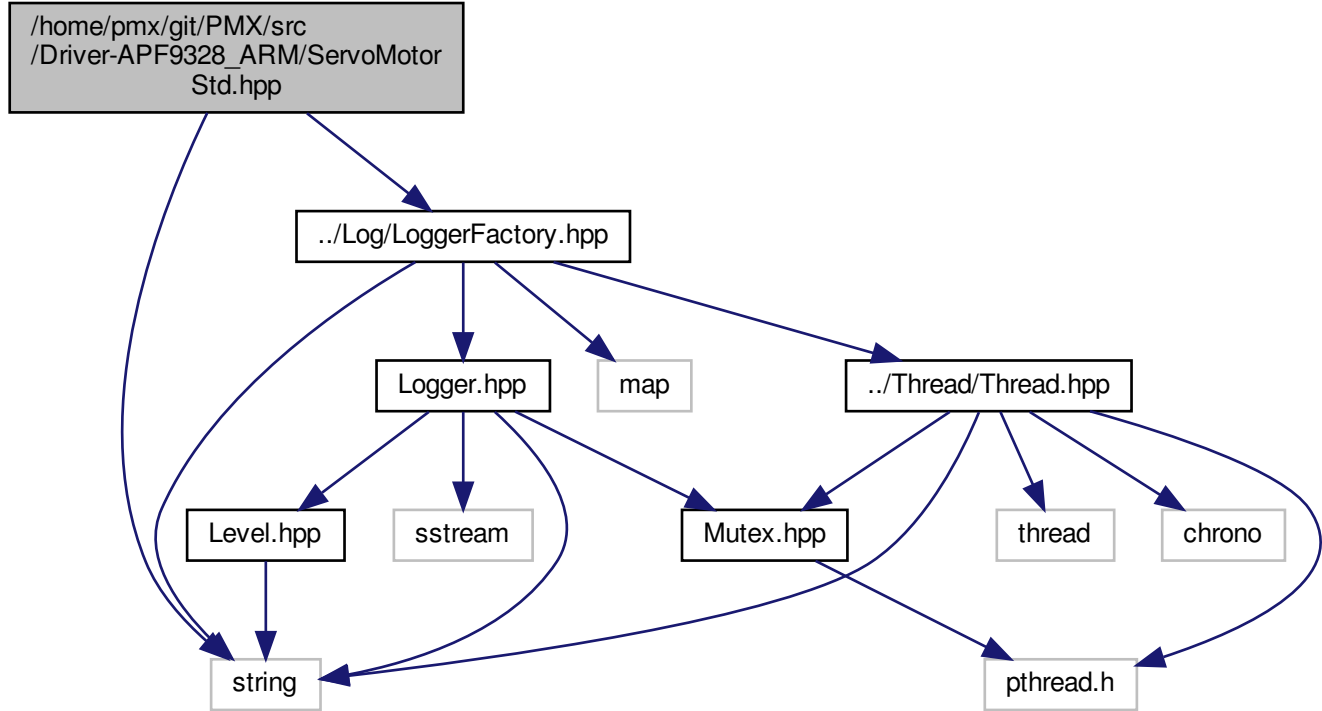 /home/pmx/git/PMX/src
/Driver-APF9328_ARM/ServoMotor
Std.hpp
../Log/LoggerFactory.hpp
Logger.hpp
map
../Thread/Thread.hpp
Level.hpp
sstream
Mutex.hpp
thread
chrono
string
pthread.h